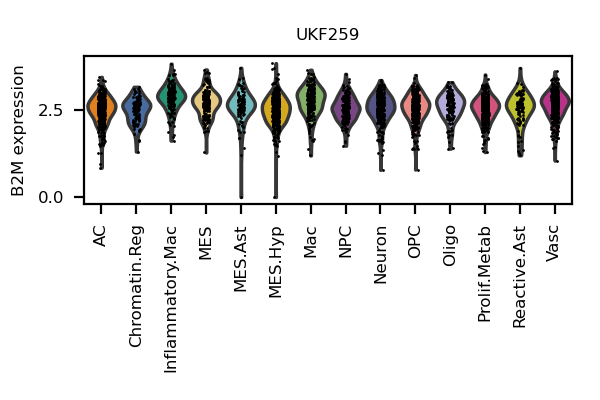 UKF259
B2M expression
2.5
0.0
AC
Chromatin.Reg
Inflammatory.Mac
MES
MES.Ast
MES.Hyp
Mac
NPC
Neuron
OPC
Oligo
Prolif.Metab
Reactive.Ast
Vasc